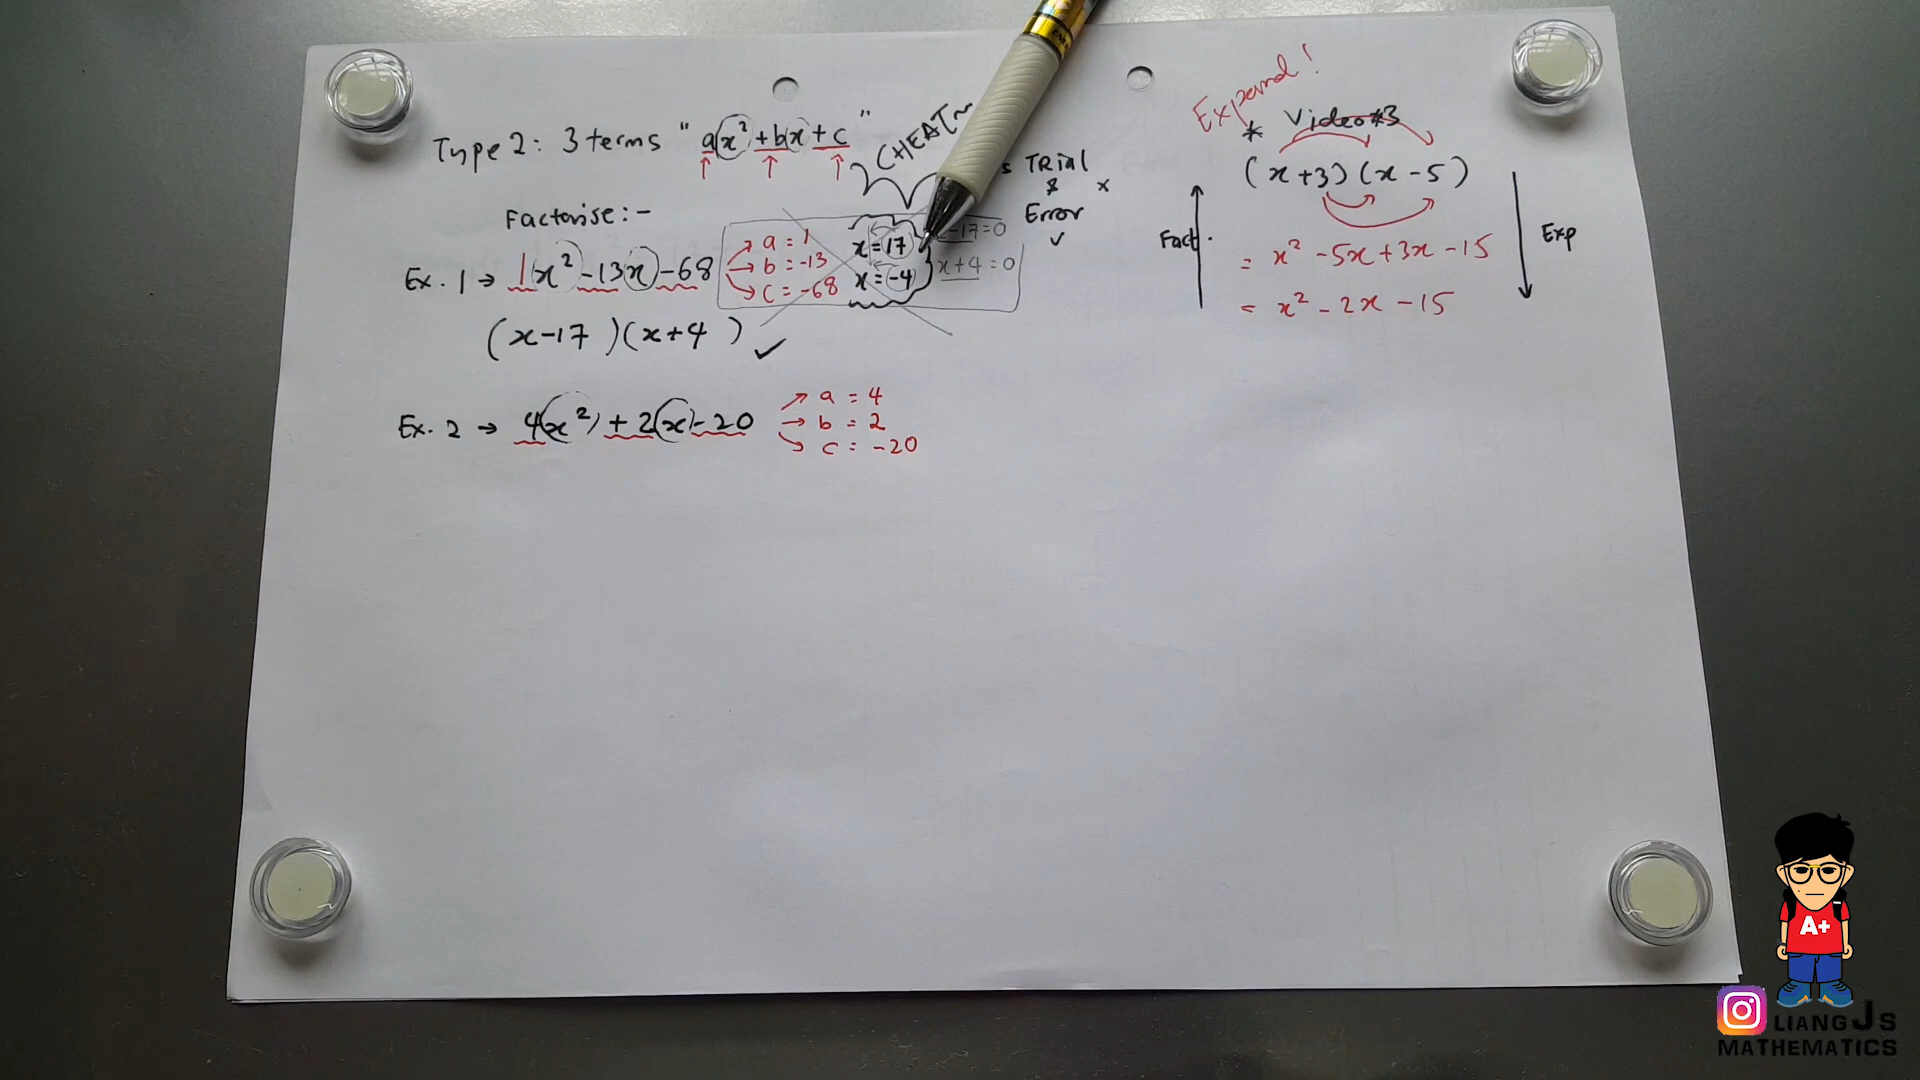 Type 2: 3 terms "ax² + bx + c"
CHEAT~
Trial
&
Error
x
✓
Factorise:-
Ex. 1 → 1x² - 13x - 68
a = 1
b = -13
c = -68
x = 17
x = -4
-17 = 0
x + 4 = 0
(x - 17)(x + 4) ✓
Ex. 2 → 4x² + 2x - 20
a = 4
b = 2
c = -20
Expand!
* Video#3
(x + 3)(x - 5)
= x² - 5x + 3x - 15
= x² - 2x - 15
Fact.
Exp
A+
LIANGJS
MATHEMATICS